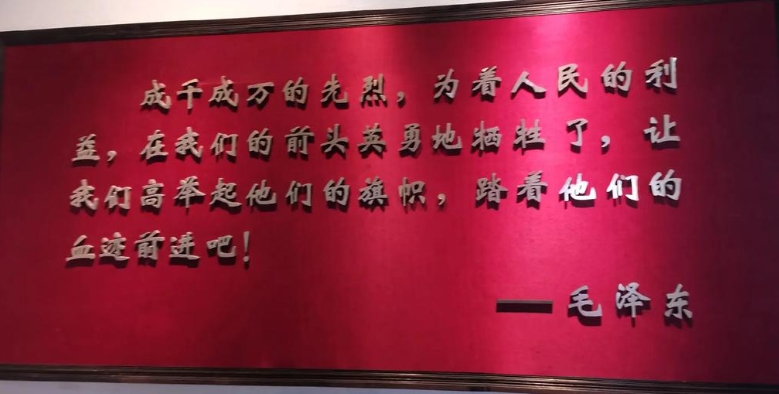 成千成万的先烈，为着人民的利
益，在我们的前头英勇地牺牲了，让
我们高举起他们的旗帜，踏着他们的
血迹前进吧！
——毛泽东